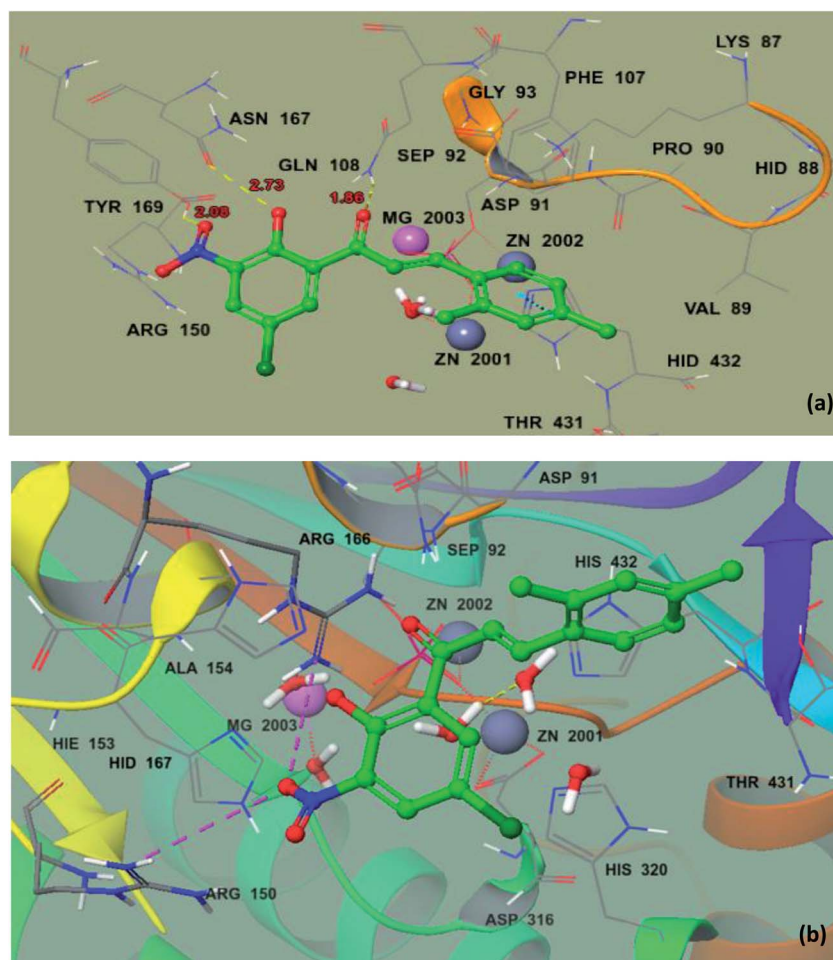 LYS 87
PHE 107
GLY 93
ASN 167
SEP 92
PRO 90
GLN 108
HID 88
2.73
1.86
TYR 169
2.08
ASP 91
MG 2003
ZN 2002
VAL 89
ARG 150
ZN 2001
HID 432
(a)
THR 431
ASP 91
ARG 166
SEP 92
HIS 432
ZN 2002
ALA 154
MG 2003
ZN 2001
HIE 153
HID 167
THR 431
HIS 320
ARG 150
ASP 316
(b)